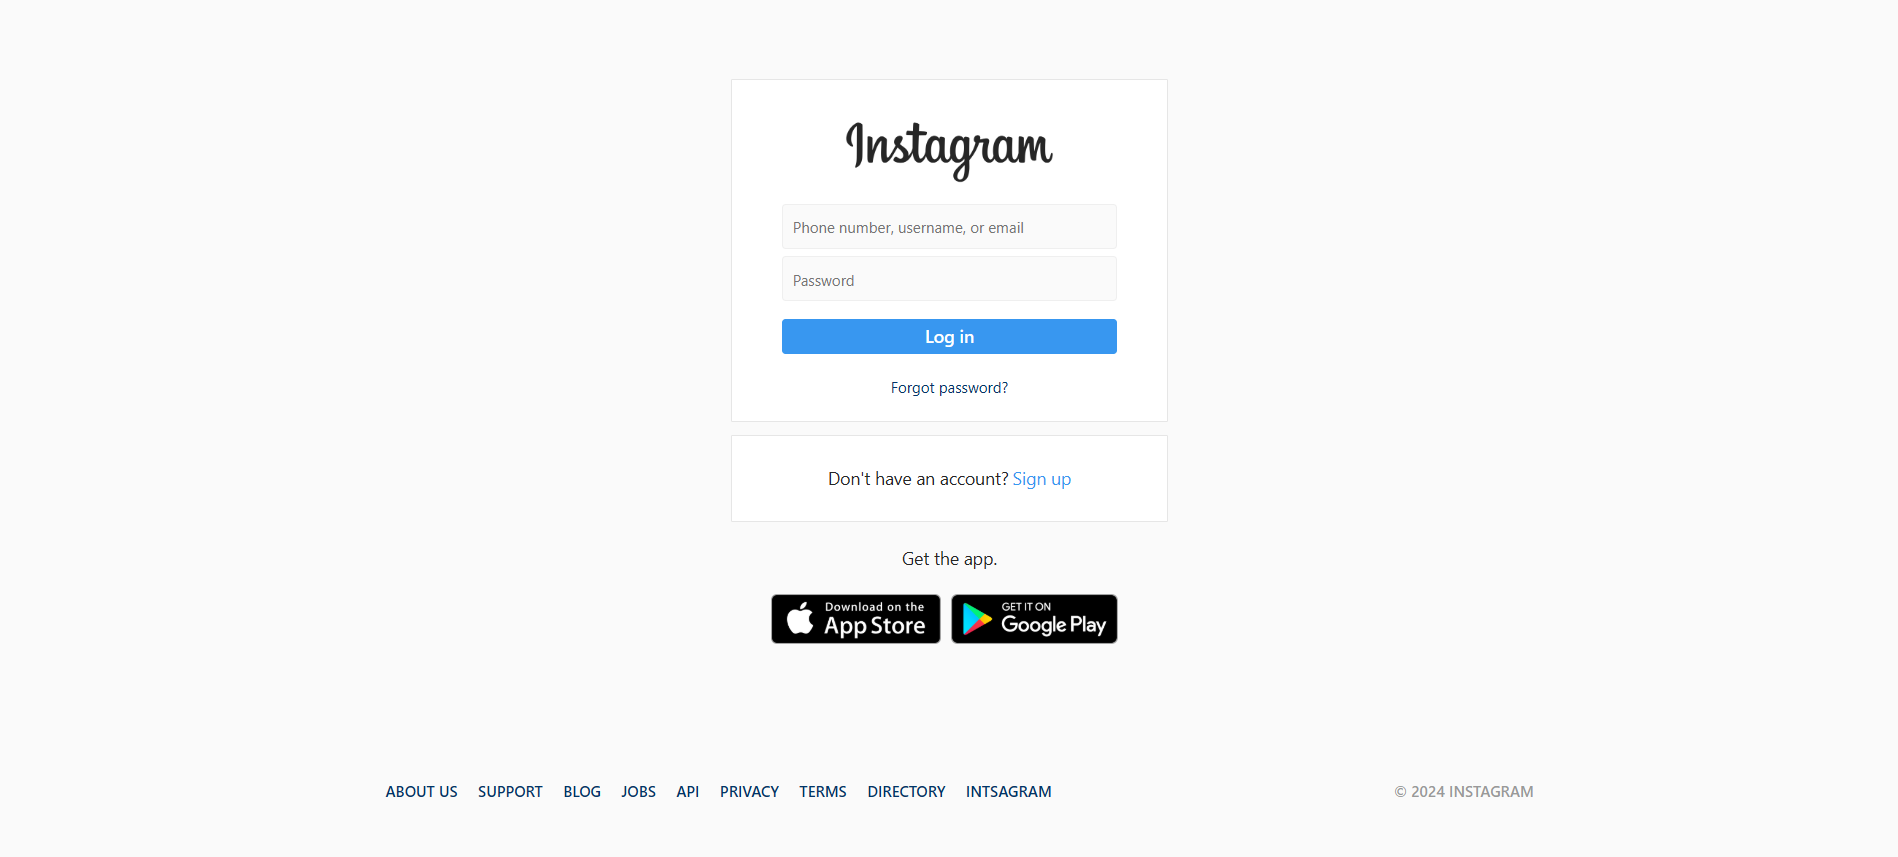 Instagram
Phone number, username, or email
Password
Log in
Forgot password?
Don't have an account? Sign up
Get the app.
Download on the App Store
GET IT ON Google Play
ABOUT US SUPPORT BLOG JOBS API PRIVACY TERMS DIRECTORY INTSAGRAM © 2024 INSTAGRAM